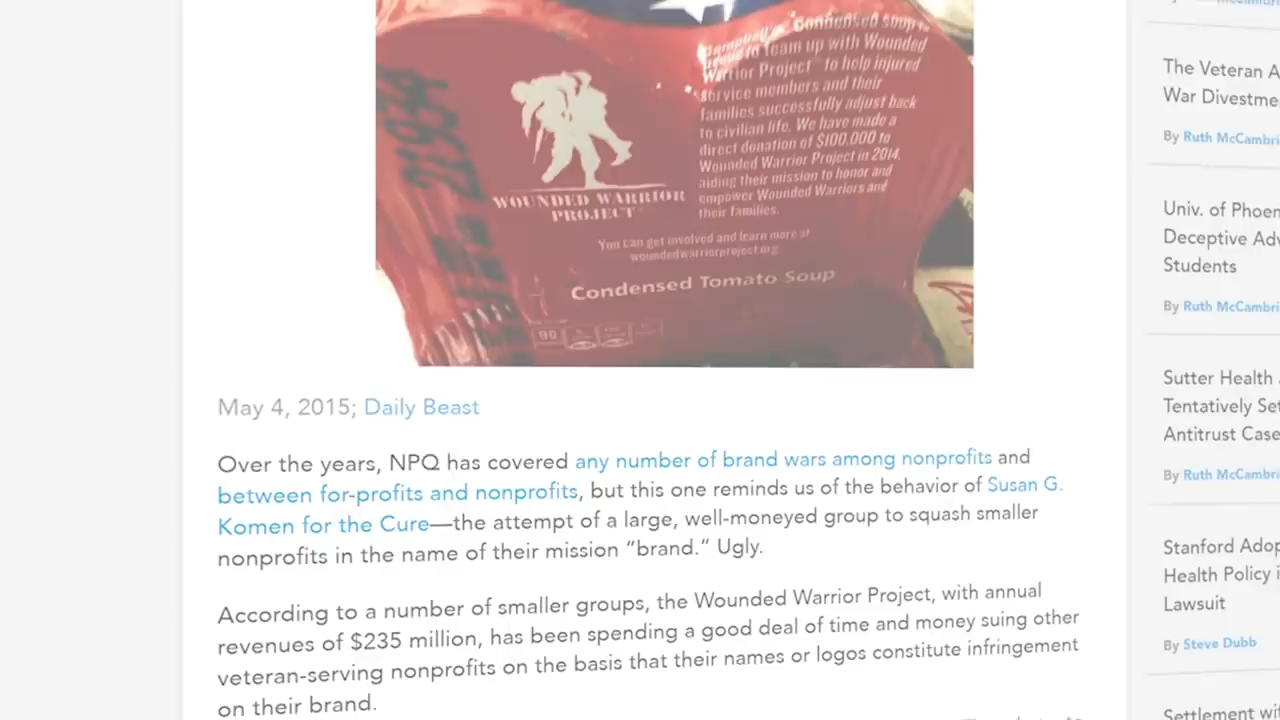 Campbell's Condensed soup is
proud to team up with Wounded
Warrior Project™ to help injured
service members and their
families successfully adjust back
to civilian life. We have made a
direct donation of $100,000 to
Wounded Warrior Project in 2014,
aiding their mission to honor and
empower Wounded Warriors and
their families.
WOUNDED WARRIOR
PROJECT
You can get involved and learn more at
woundedwarriorproject.org
Condensed Tomato Soup
90
May 4, 2015; Daily Beast
Over the years, NPQ has covered any number of brand wars among nonprofits and
between for-profits and nonprofits, but this one reminds us of the behavior of Susan G.
Komen for the Cure—the attempt of a large, well-moneyed group to squash smaller
nonprofits in the name of their mission “brand.” Ugly.
According to a number of smaller groups, the Wounded Warrior Project, with annual
revenues of $235 million, has been spending a good deal of time and money suing other
veteran-serving nonprofits on the basis that their names or logos constitute infringement
on their brand.
The Veteran A
War Divestme
By Ruth McCambri
Univ. of Phoen
Deceptive Adv
Students
By Ruth McCambri
Sutter Health
Tentatively Set
Antitrust Case
By Ruth McCambri
Stanford Adop
Health Policy i
Lawsuit
By Steve Dubb
Settlement wi